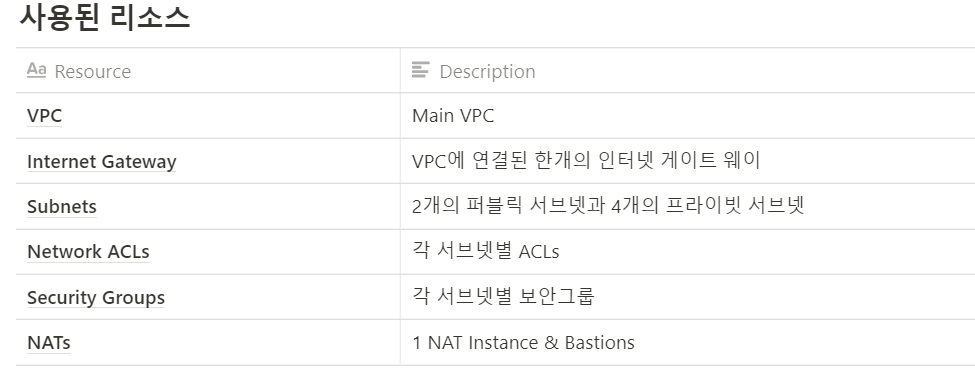 사용된 리소스
Aa Resource Description
VPC Main VPC
Internet Gateway VPC에 연결된 한개의 인터넷 게이트 웨이
Subnets 2개의 퍼블릭 서브넷과 4개의 프라이빗 서브넷
Network ACLs 각 서브넷별 ACLs
Security Groups 각 서브넷별 보안그룹
NATs 1 NAT Instance & Bastions